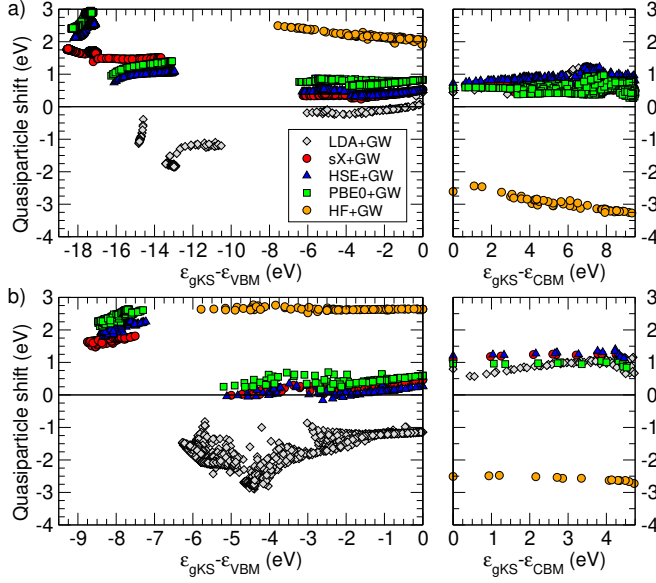 a)
Quasiparticle shift (eV)
3
2
1
0
-1
-2
-3
-4
LDA+GW
sX+GW
HSE+GW
PBE0+GW
HF+GW
-18 -16 -14 -12 -10 -8 -6 -4 -2 0
εgKS-εVBM (eV)
3
2
1
0
-1
-2
-3
-4
0 2 4 6 8
εgKS-εCBM (eV)
b)
Quasiparticle shift (eV)
3
2
1
0
-1
-2
-3
-4
-9 -8 -7 -6 -5 -4 -3 -2 -1 0
εgKS-εVBM (eV)
3
2
1
0
-1
-2
-3
-4
0 1 2 3 4
εgKS-εCBM (eV)